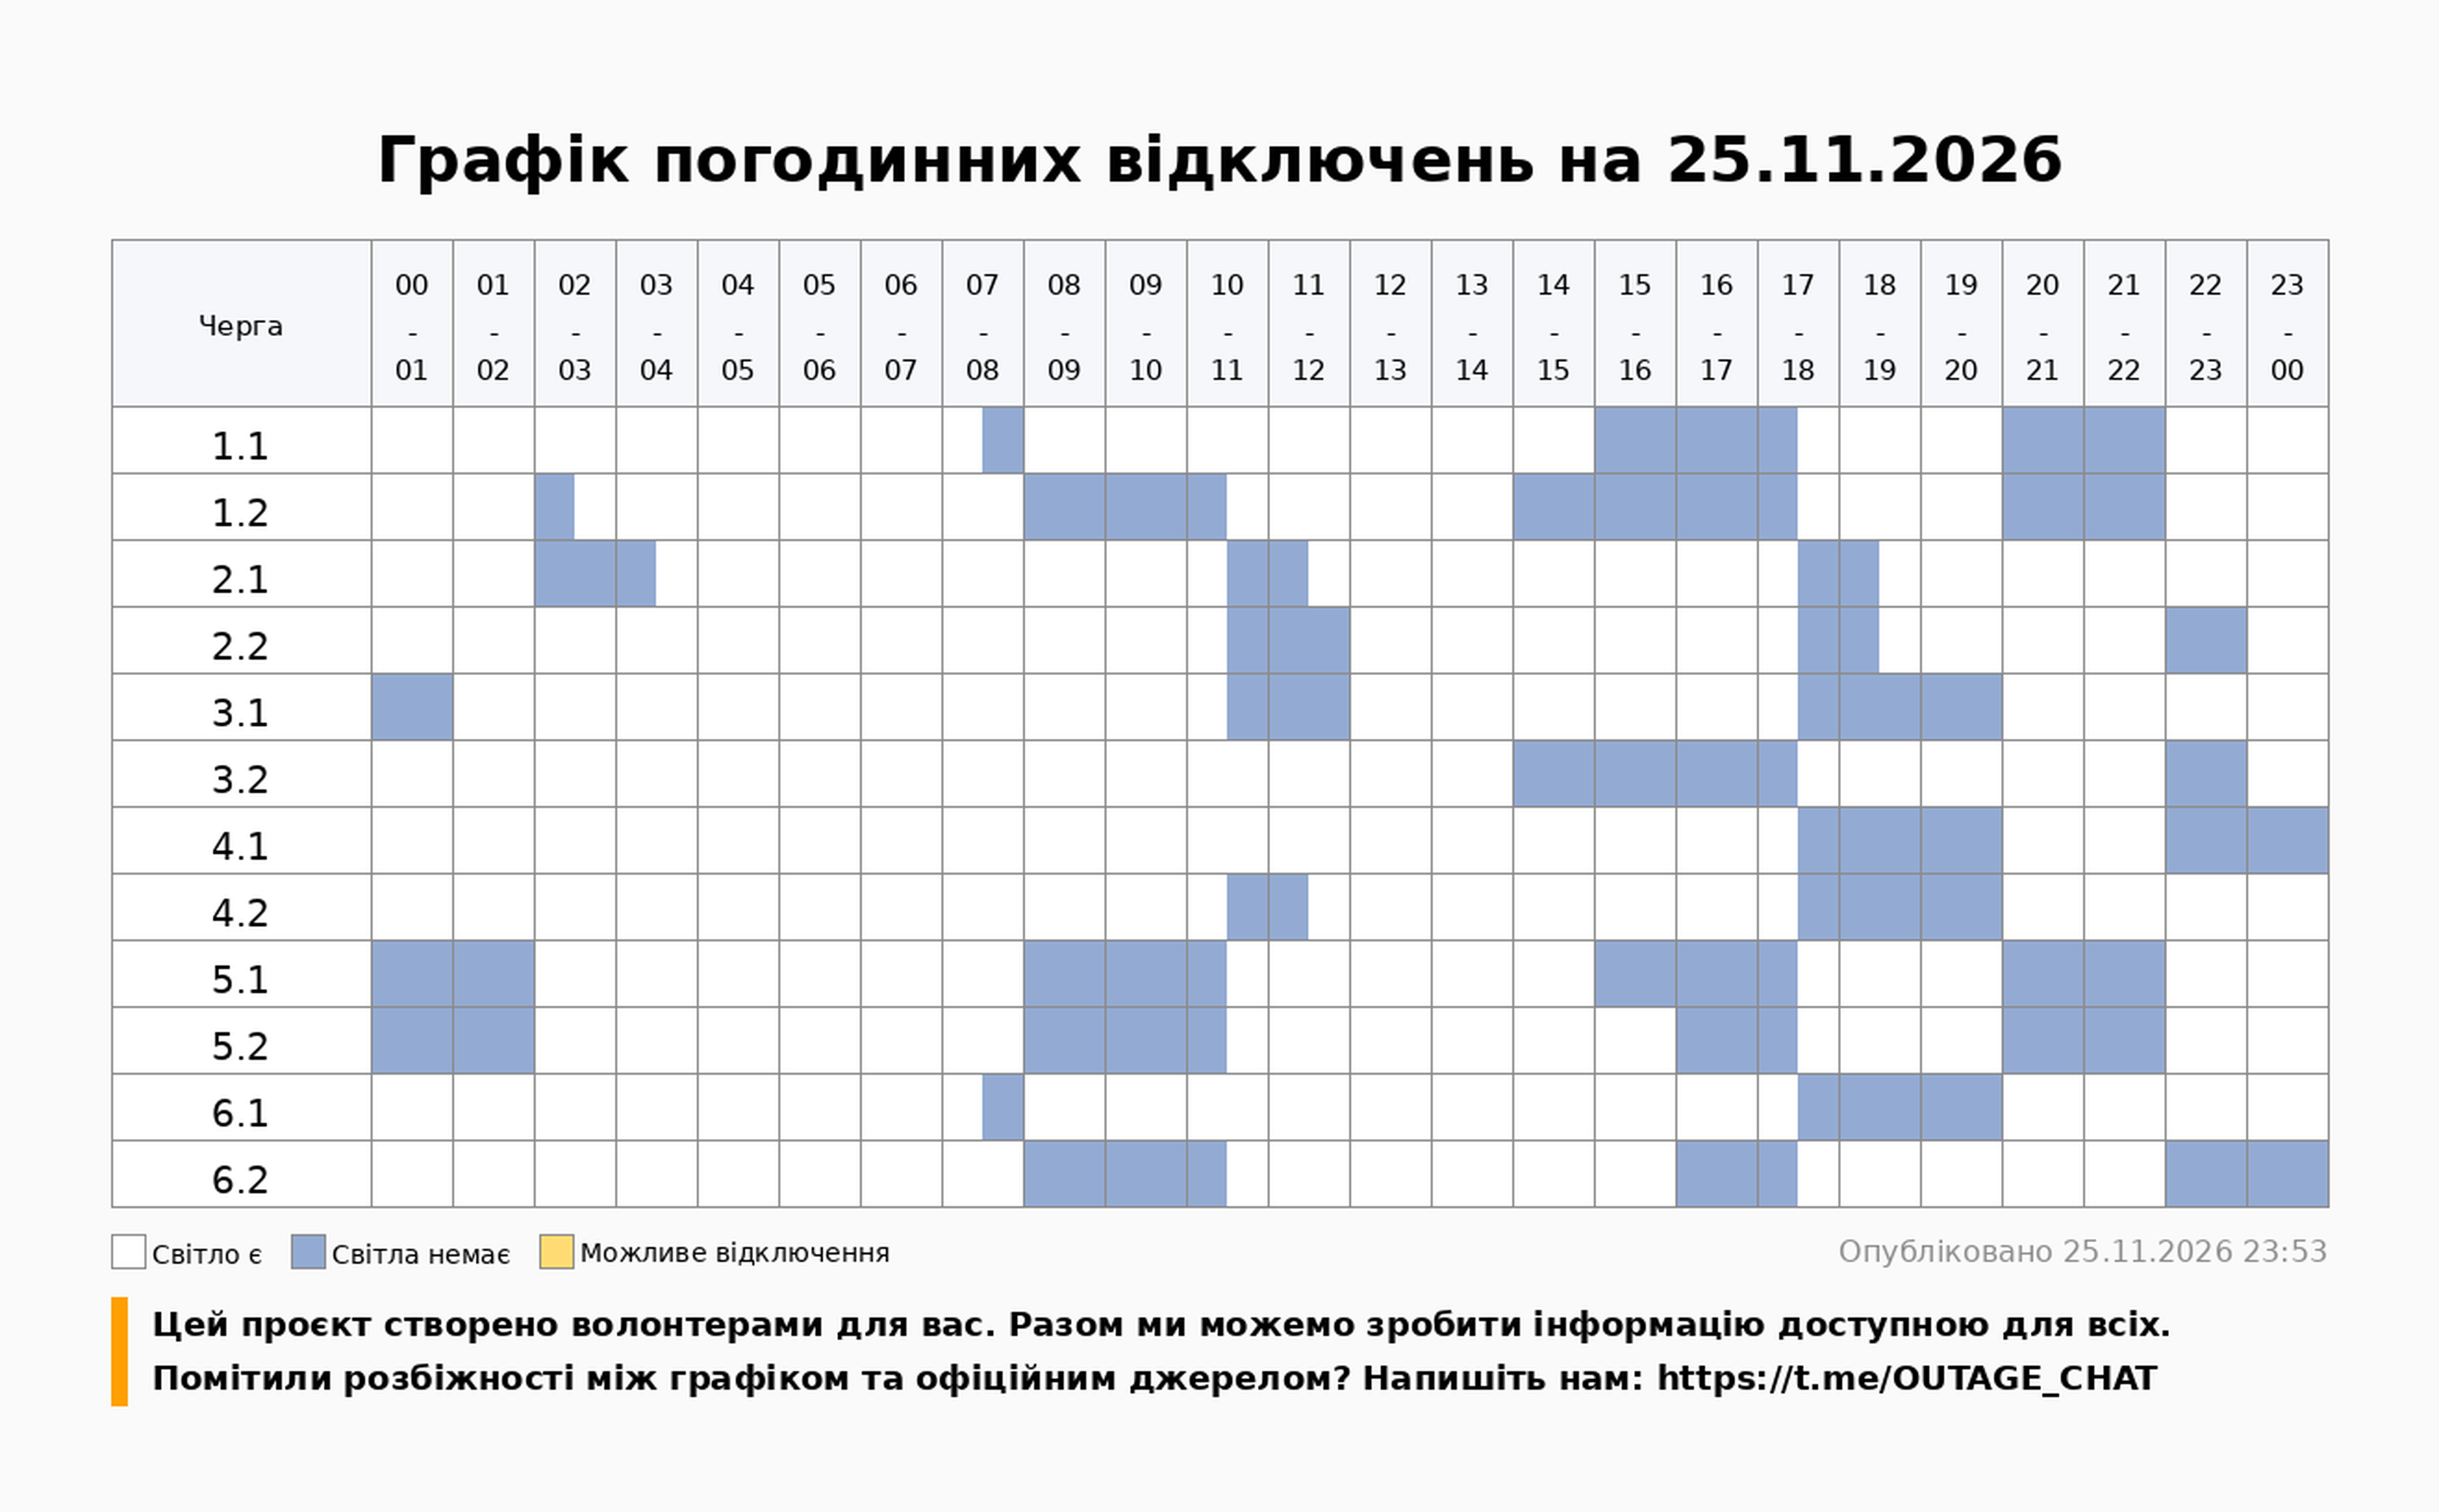 Графік погодинних відключень на 25.11.2026
Черга
00 - 01
01 - 02
02 - 03
03 - 04
04 - 05
05 - 06
06 - 07
07 - 08
08 - 09
09 - 10
10 - 11
11 - 12
12 - 13
13 - 14
14 - 15
15 - 16
16 - 17
17 - 18
18 - 19
19 - 20
20 - 21
21 - 22
22 - 23
23 - 00
1.1
1.2
2.1
2.2
3.1
3.2
4.1
4.2
5.1
5.2
6.1
6.2
Світло є
Світла немає
Можливе відключення
Опубліковано 25.11.2026 23:53
Цей проєкт створено волонтерами для вас. Разом ми можемо зробити інформацію доступною для всіх.
Помітили розбіжності між графіком та офіційним джерелом? Напишіть нам: https://t.me/OUTAGE_CHAT